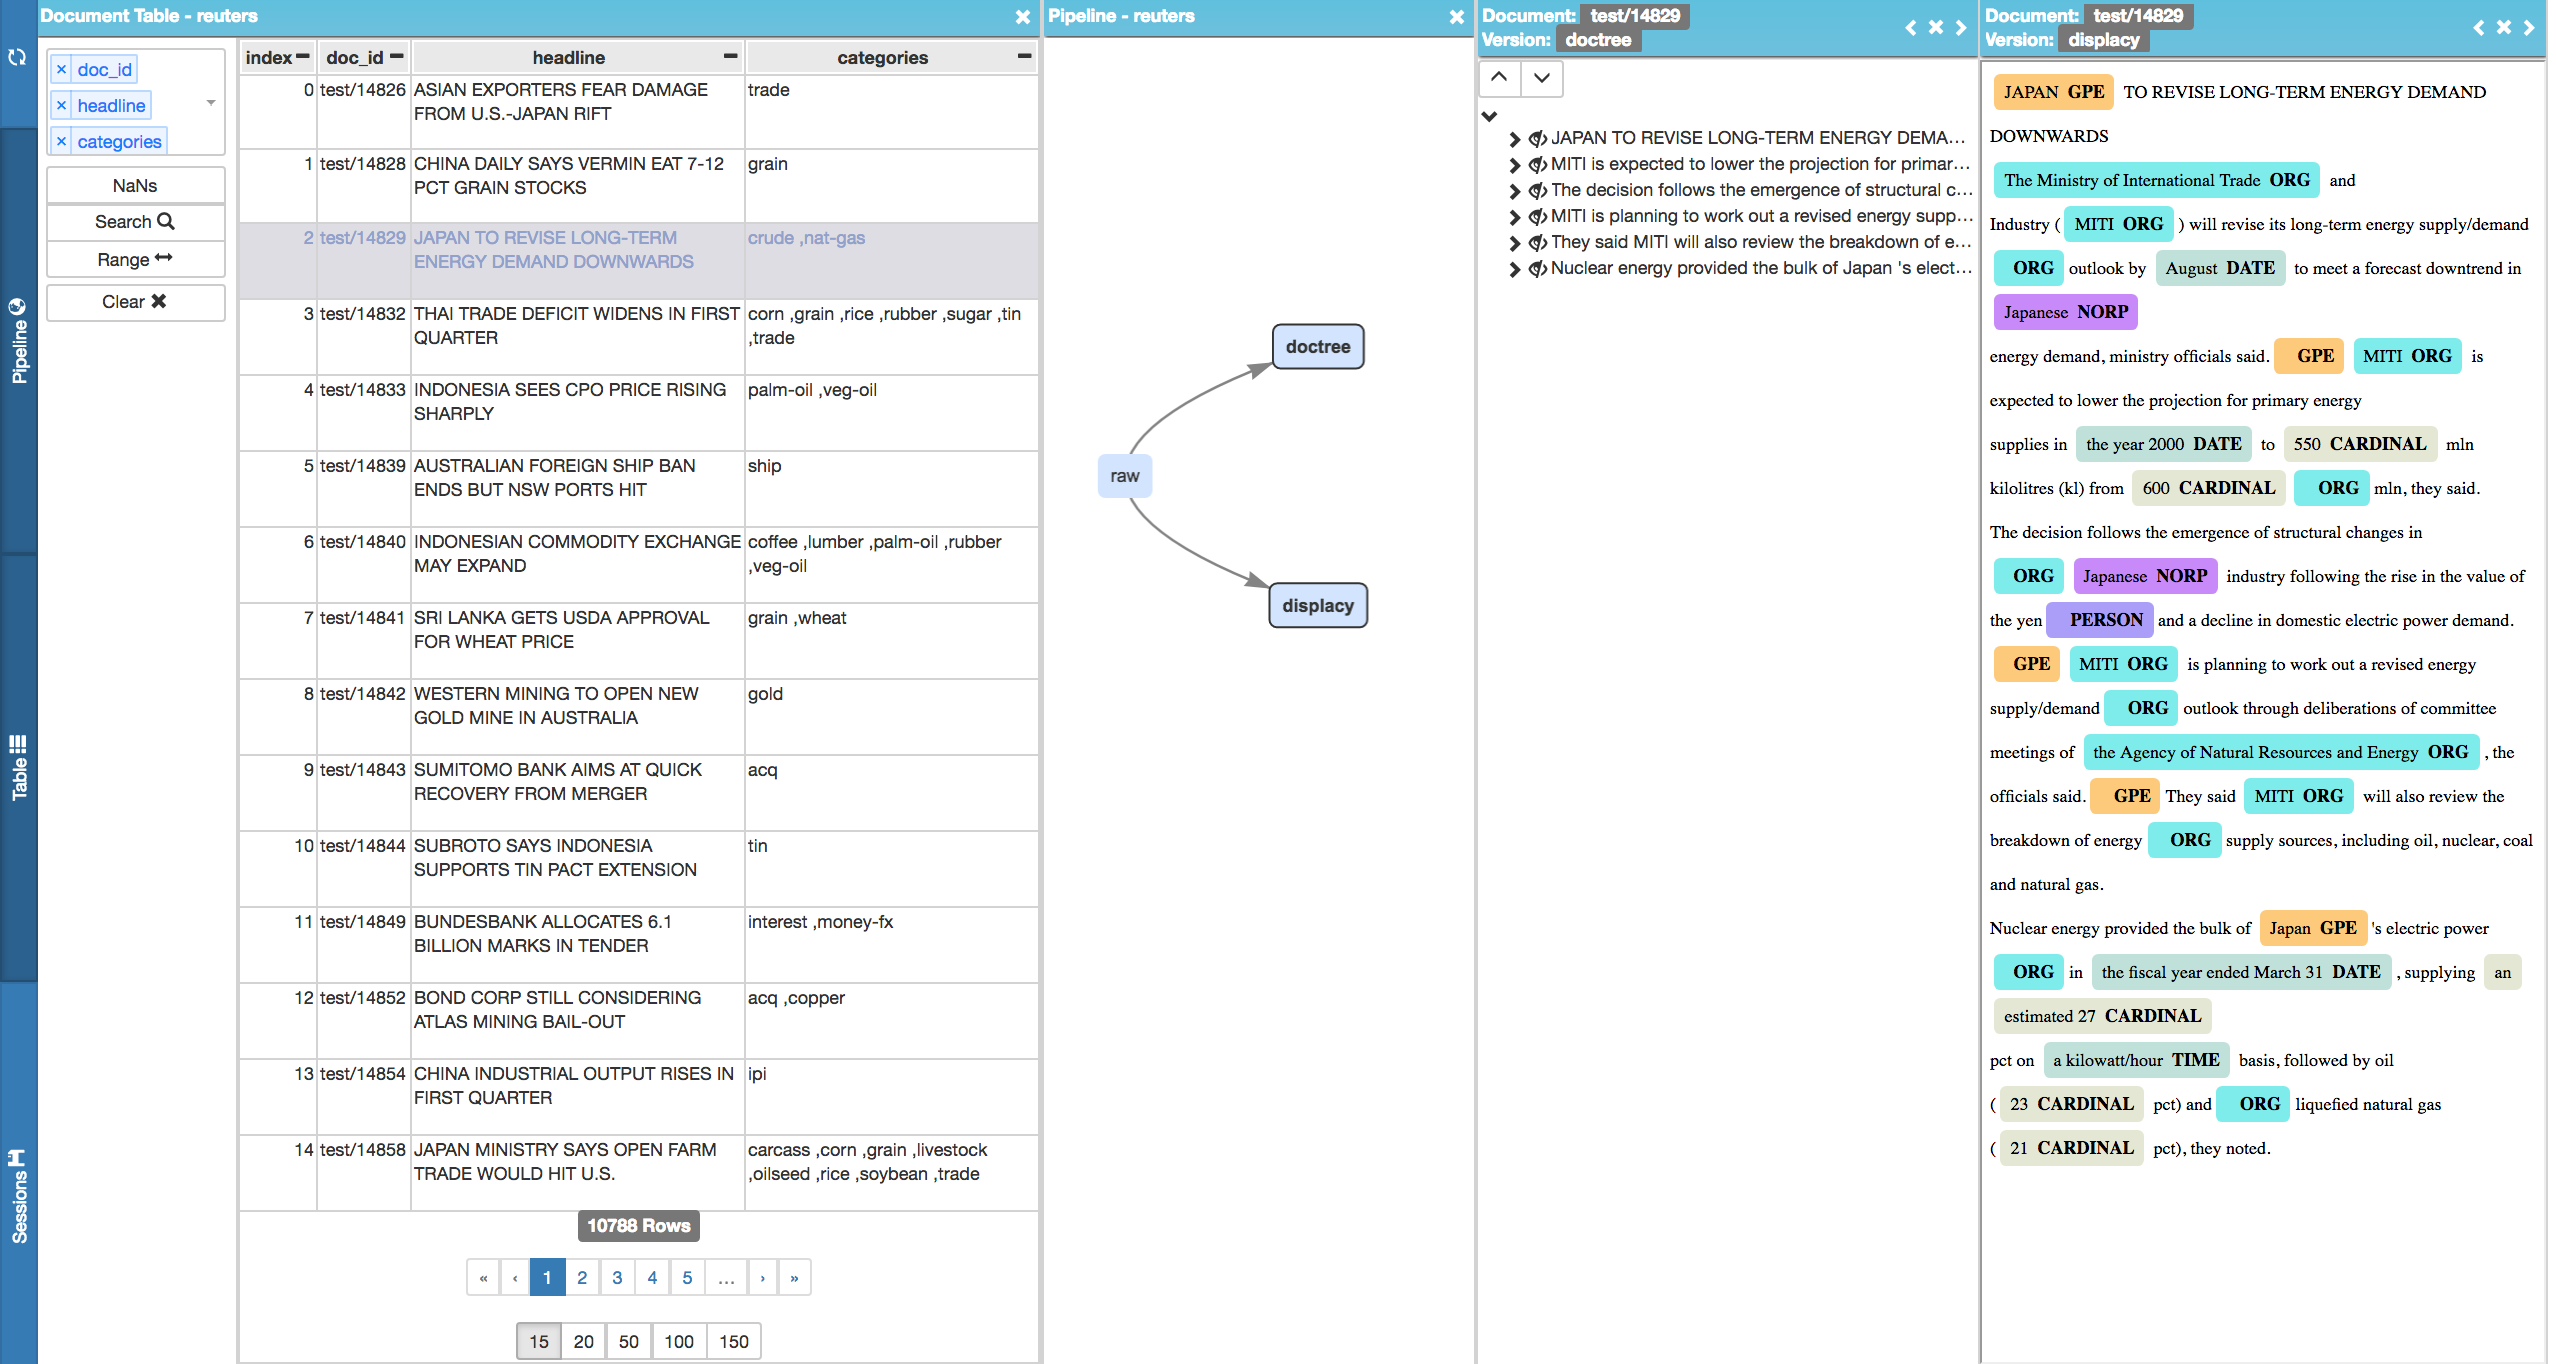 Pipeline
Table
Sessions
Document Table - reuters
× doc_id
× headline
× categories
NaNs
Search
Range
Clear
index doc_id headline categories
0 test/14826 ASIAN EXPORTERS FEAR DAMAGE trade
FROM U.S.-JAPAN RIFT
1 test/14828 CHINA DAILY SAYS VERMIN EAT 7-12 grain
PCT GRAIN STOCKS
2 test/14829 JAPAN TO REVISE LONG-TERM crude ,nat-gas
ENERGY DEMAND DOWNWARDS
3 test/14832 THAI TRADE DEFICIT WIDENS IN FIRST corn ,grain ,rice ,rubber ,sugar ,tin
QUARTER ,trade
4 test/14833 INDONESIA SEES CPO PRICE RISING palm-oil ,veg-oil
SHARPLY
5 test/14839 AUSTRALIAN FOREIGN SHIP BAN ship
ENDS BUT NSW PORTS HIT
6 test/14840 INDONESIAN COMMODITY EXCHANGE coffee ,lumber ,palm-oil ,rubber
MAY EXPAND ,veg-oil
7 test/14841 SRI LANKA GETS USDA APPROVAL grain ,wheat
FOR WHEAT PRICE
8 test/14842 WESTERN MINING TO OPEN NEW gold
GOLD MINE IN AUSTRALIA
9 test/14843 SUMITOMO BANK AIMS AT QUICK acq
RECOVERY FROM MERGER
10 test/14844 SUBROTO SAYS INDONESIA tin
SUPPORTS TIN PACT EXTENSION
11 test/14849 BUNDESBANK ALLOCATES 6.1 interest ,money-fx
BILLION MARKS IN TENDER
12 test/14852 BOND CORP STILL CONSIDERING acq ,copper
ATLAS MINING BAIL-OUT
13 test/14854 CHINA INDUSTRIAL OUTPUT RISES IN ipi
FIRST QUARTER
14 test/14858 JAPAN MINISTRY SAYS OPEN FARM carcass ,corn ,grain ,livestock
TRADE WOULD HIT U.S. ,oilseed ,rice ,soybean ,trade
10788 Rows
« ‹ 1 2 3 4 5 ... › »
15 20 50 100 150
Pipeline - reuters
doctree
raw
displacy
Document: test/14829
Version: doctree
JAPAN TO REVISE LONG-TERM ENERGY DEMA...
MITI is expected to lower the projection for primar...
The decision follows the emergence of structural c...
MITI is planning to work out a revised energy supp...
They said MITI will also review the breakdown of e...
Nuclear energy provided the bulk of Japan 's elect...
Document: test/14829
Version: displacy
JAPAN GPE TO REVISE LONG-TERM ENERGY DEMAND
DOWNWARDS
The Ministry of International Trade ORG and
Industry ( MITI ORG ) will revise its long-term energy supply/demand
ORG outlook by August DATE to meet a forecast downtrend in
Japanese NORP
energy demand, ministry officials said. GPE MITI ORG is
expected to lower the projection for primary energy
supplies in the year 2000 DATE to 550 CARDINAL mln
kilolitres (kl) from 600 CARDINAL ORG mln, they said.
The decision follows the emergence of structural changes in
ORG Japanese NORP industry following the rise in the value of
the yen PERSON and a decline in domestic electric power demand.
GPE MITI ORG is planning to work out a revised energy
supply/demand ORG outlook through deliberations of committee
meetings of the Agency of Natural Resources and Energy ORG , the
officials said. GPE They said MITI ORG will also review the
breakdown of energy ORG supply sources, including oil, nuclear, coal
and natural gas.
Nuclear energy provided the bulk of Japan GPE 's electric power
ORG in the fiscal year ended March 31 DATE , supplying an
estimated 27 CARDINAL
pct on a kilowatt/hour TIME basis, followed by oil
( 23 CARDINAL pct) and ORG liquefied natural gas
( 21 CARDINAL pct), they noted.